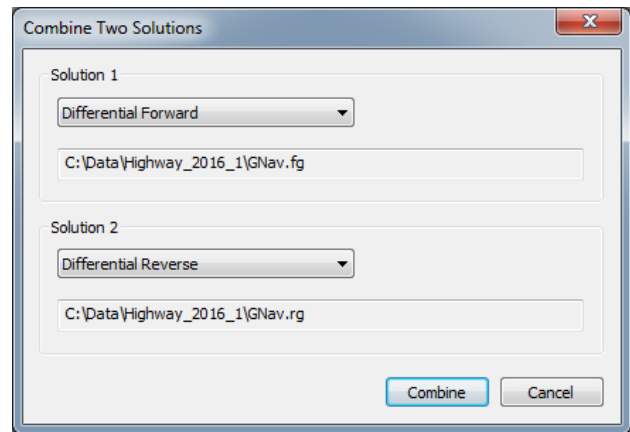 Combine Two Solutions
Solution 1
Differential Forward
C:\Data\Highway_2016_1\GNav.fg
Solution 2
Differential Reverse
C:\Data\Highway_2016_1\GNav.rg
Combine Cancel